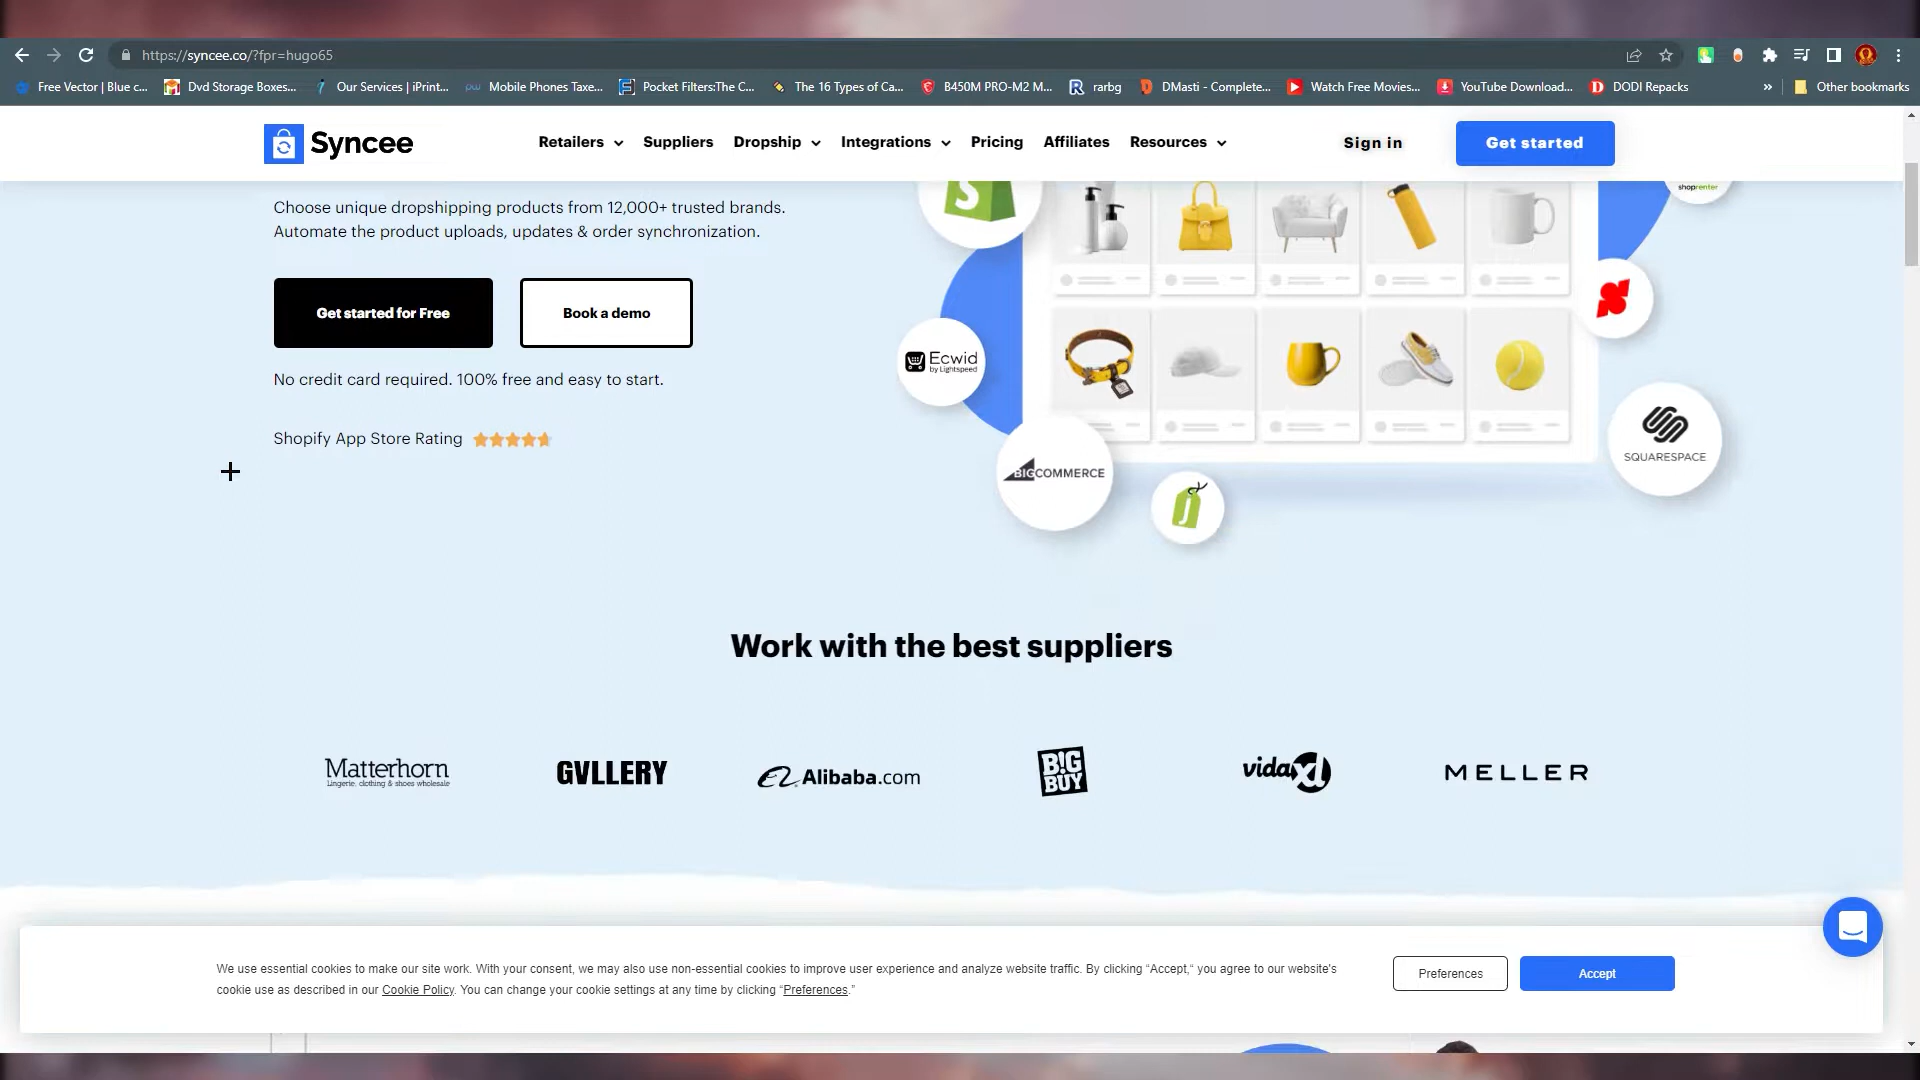 https://syncee.co/?fpr=hugo65
Free Vector | Blue c...
Dvd Storage Boxes...
Our Services | iPrint...
Mobile Phones Taxe...
Pocket Filters:The C...
The 16 Types of Ca...
B450M PRO-M2 M...
rarbg
DMasti - Complete...
Watch Free Movies...
YouTube Download...
DODI Repacks
»
Other bookmarks
Syncee
Retailers
Suppliers
Dropship
Integrations
Pricing
Affiliates
Resources
Sign in
Get started
Choose unique dropshipping products from 12,000+ trusted brands.
Automate the product uploads, updates & order synchronization.
Get started for Free
Book a demo
No credit card required. 100% free and easy to start.
Shopify App Store Rating
S
shoprenter
Ecwid
by Lightspeed
BIGCOMMERCE
j
SQUARESPACE
Work with the best suppliers
Matterhorn
Lingerie, clothing & shoes wholesale
GVLLERY
Alibaba.com
B!G
BUY
vidaXL
MELLER
We use essential cookies to make our site work. With your consent, we may also use non-essential cookies to improve user experience and analyze website traffic. By clicking “Accept,“ you agree to our website's
cookie use as described in our Cookie Policy. You can change your cookie settings at any time by clicking “Preferences.”
Preferences
Accept